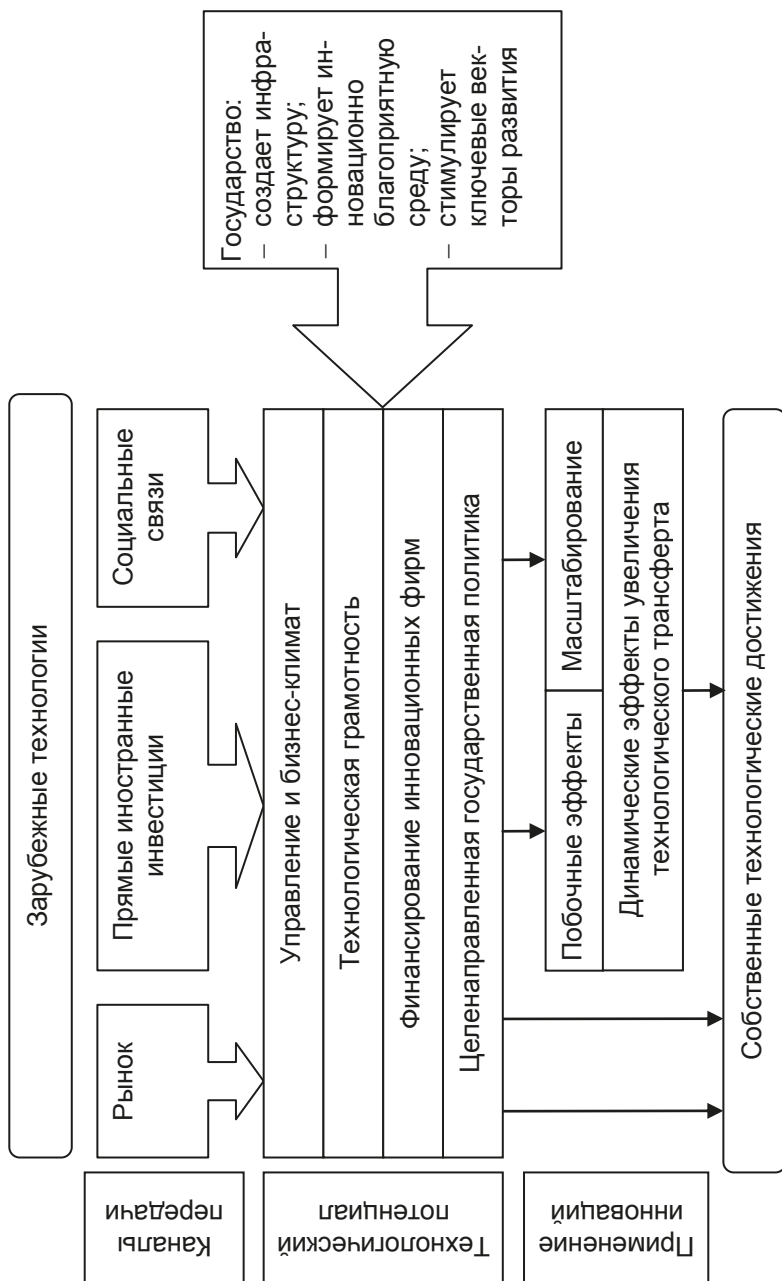 Зарубежные технологии
Каналы
передачи
Рынок
Прямые иностранные
инвестиции
Социальные
связи
Технологический
потенциал
Управление и бизнес-климат
Технологическая грамотность
Финансирование инновационных фирм
Целенаправленная государственная политика
Государство:
– создает инфра-
структуру;
– формирует ин-
новационно
благоприятную
среду;
– стимулирует
ключевые век-
торы развития
Применение
инноваций
Побочные эффекты
Масштабирование
Динамические эффекты увеличения
технологического трансферта
Собственные технологические достижения